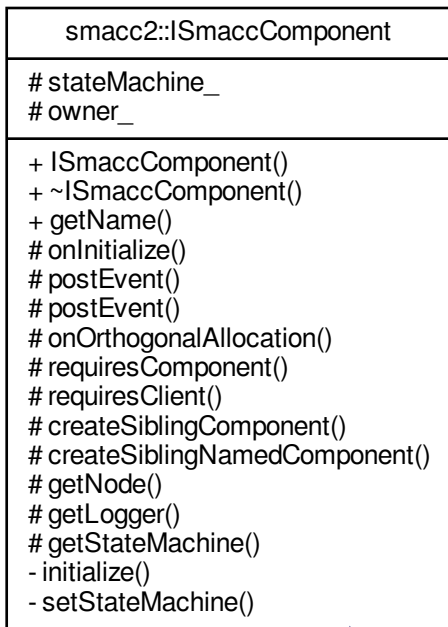 smacc2::ISmaccComponent
# stateMachine_
# owner_
+ ISmaccComponent()
+ ~ISmaccComponent()
+ getName()
# onInitialize()
# postEvent()
# postEvent()
# onOrthogonalAllocation()
# requiresComponent()
# requiresClient()
# createSiblingComponent()
# createSiblingNamedComponent()
# getNode()
# getLogger()
# getStateMachine()
- initialize()
- setStateMachine()